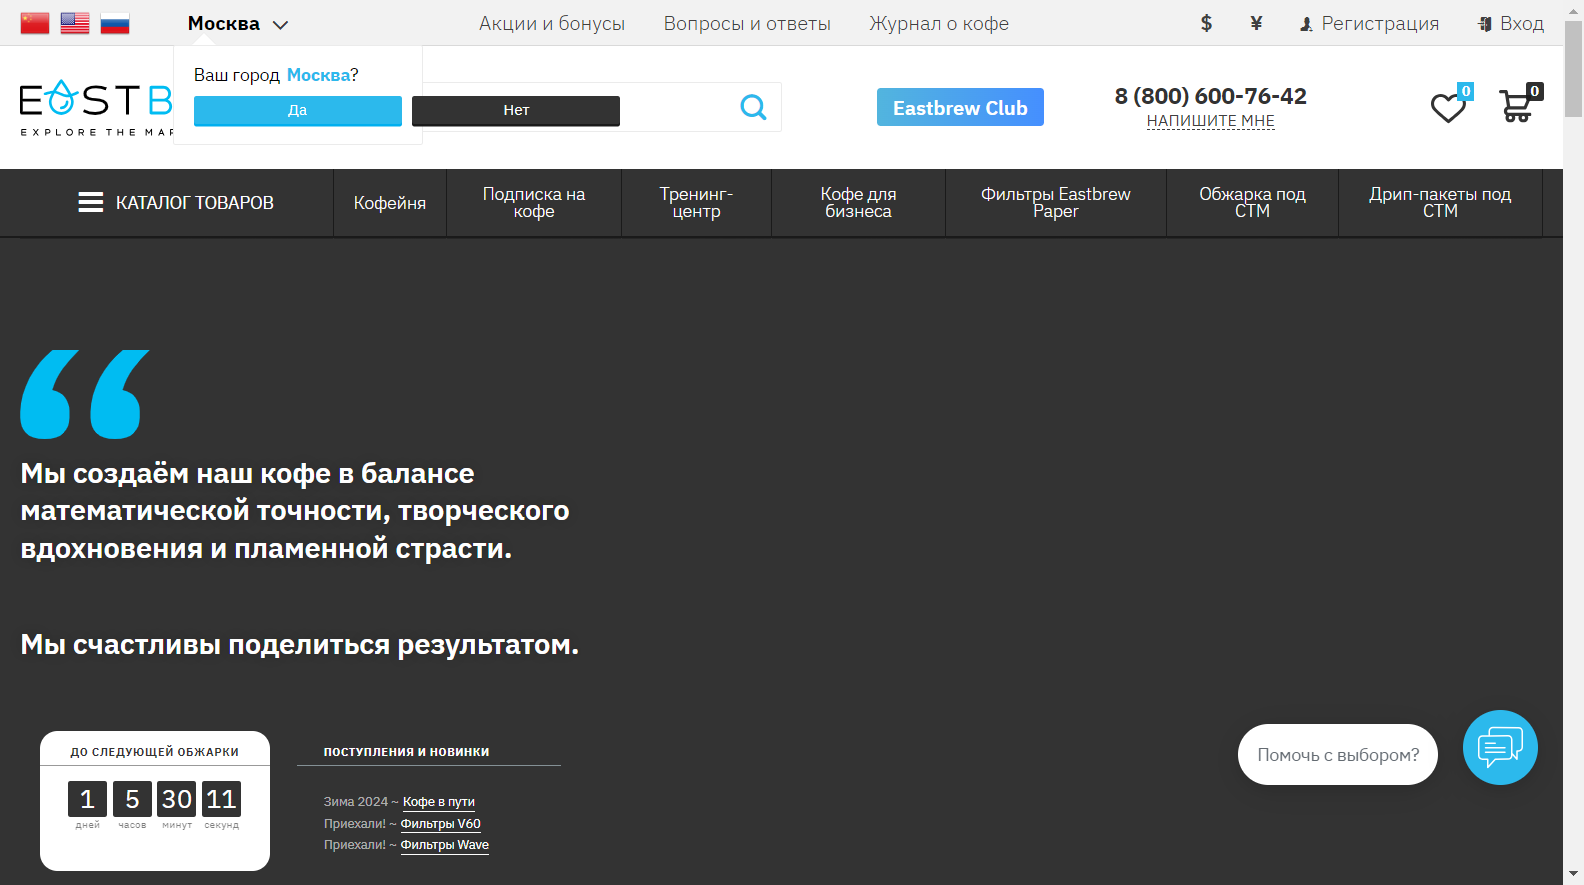 Москва
Акции и бонусы
Вопросы и ответы
Журнал о кофе
$
¥
Регистрация
Вход
Ваш город Москва?
Да
Нет
EASTB
EXPLORE THE MAP
Eastbrew Club
8 (800) 600-76-42
НАПИШИТЕ МНЕ
0
0
КАТАЛОГ ТОВАРОВ
Кофейня
Подписка на
кофе
Тренинг-
центр
Кофе для
бизнеса
Фильтры Eastbrew
Paper
Обжарка под
СТМ
Дрип-пакеты под
СТМ
“
Мы создаём наш кофе в балансе
математической точности, творческого
вдохновения и пламенной страсти.
Мы счастливы поделиться результатом.
ДО СЛЕДУЮЩЕЙ ОБЖАРКИ
1 5 30 11
дней часов минут секунд
ПОСТУПЛЕНИЯ И НОВИНКИ
Зима 2024 ~ Кофе в пути
Приехали! ~ Фильтры V60
Приехали! ~ Фильтры Wave
Помочь с выбором?